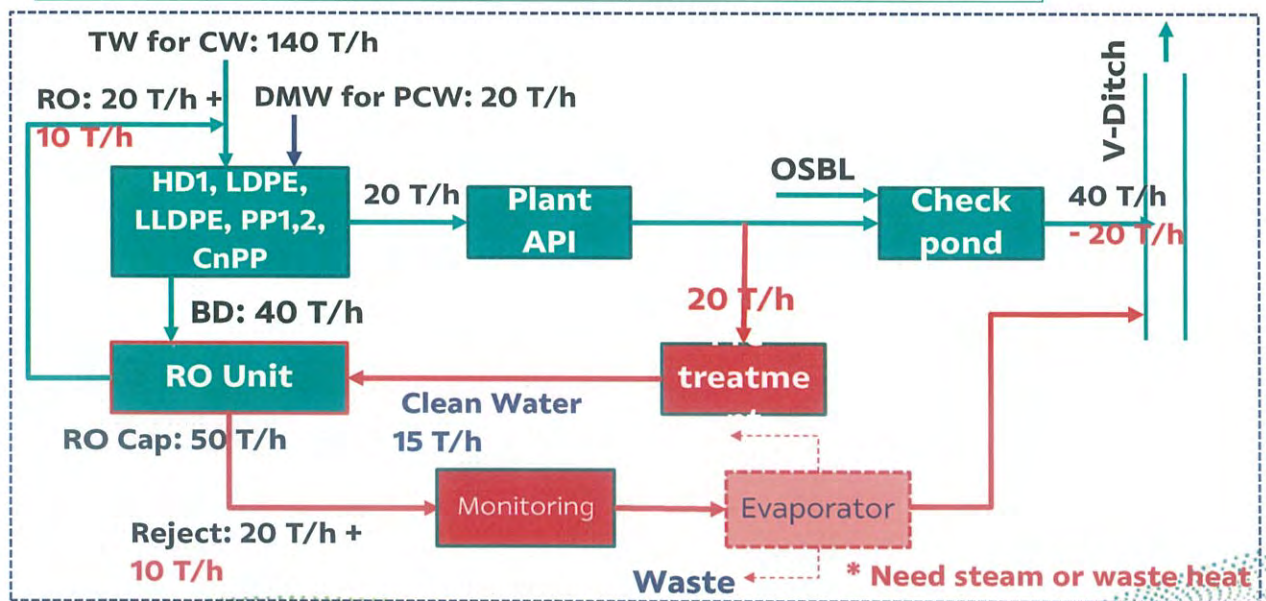 TW for CW: 140 T/h
RO: 20 T/h +
10 T/h
DMW for PCW: 20 T/h
HD1, LDPE,
LLDPE, PP1,2,
CnPP
20 T/h
Plant
API
OSBL
Check
pond
40 T/h
- 20 T/h
V-Ditch
BD: 40 T/h
20 T/h
RO Unit
treatme
Clean Water
15 T/h
RO Cap: 50 T/h
Monitoring
Evaporator
Reject: 20 T/h +
10 T/h
Waste
* Need steam or waste heat